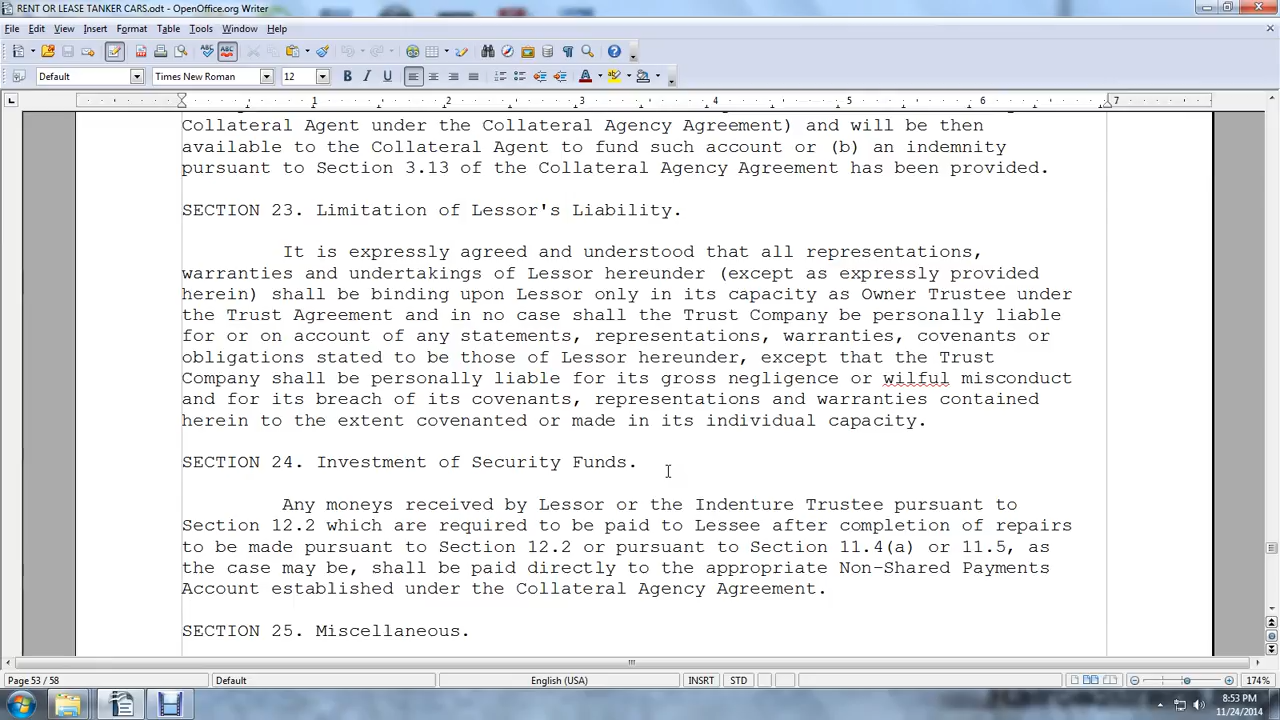 RENT OR LEASE TANKER CARS.odt - OpenOffice.org Writer
File Edit View Insert Format Table Tools Window Help
Default Times New Roman 12
1 2 3 4 5 6 7
Collateral Agent under the Collateral Agency Agreement) and will be then
available to the Collateral Agent to fund such account or (b) an indemnity
pursuant to Section 3.13 of the Collateral Agency Agreement has been provided.
SECTION 23. Limitation of Lessor's Liability.
It is expressly agreed and understood that all representations,
warranties and undertakings of Lessor hereunder (except as expressly provided
herein) shall be binding upon Lessor only in its capacity as Owner Trustee under
the Trust Agreement and in no case shall the Trust Company be personally liable
for or on account of any statements, representations, warranties, covenants or
obligations stated to be those of Lessor hereunder, except that the Trust
Company shall be personally liable for its gross negligence or wilful misconduct
and for its breach of its covenants, representations and warranties contained
herein to the extent covenanted or made in its individual capacity.
SECTION 24. Investment of Security Funds.
Any moneys received by Lessor or the Indenture Trustee pursuant to
Section 12.2 which are required to be paid to Lessee after completion of repairs
to be made pursuant to Section 12.2 or pursuant to Section 11.4(a) or 11.5, as
the case may be, shall be paid directly to the appropriate Non-Shared Payments
Account established under the Collateral Agency Agreement.
SECTION 25. Miscellaneous.
Page 53 / 58 Default English (USA) INSRT STD 174%
8:53 PM
11/24/2014